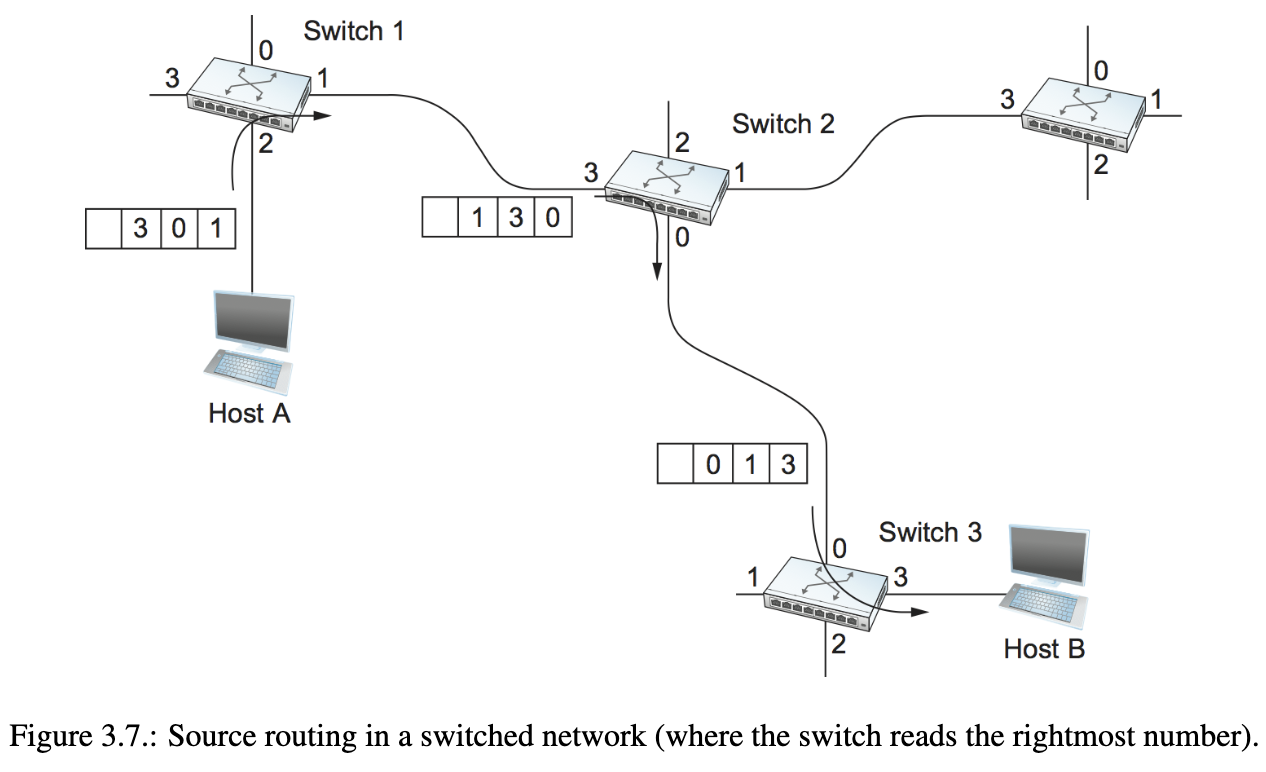 Switch 1
0
3
1
2
3 0 1
Host A
Switch 2
2
3
1
0
1 3 0
0
3
1
2
0 1 3
Switch 3
0
1
3
2
Host B
Figure 3.7.: Source routing in a switched network (where the switch reads the rightmost number).